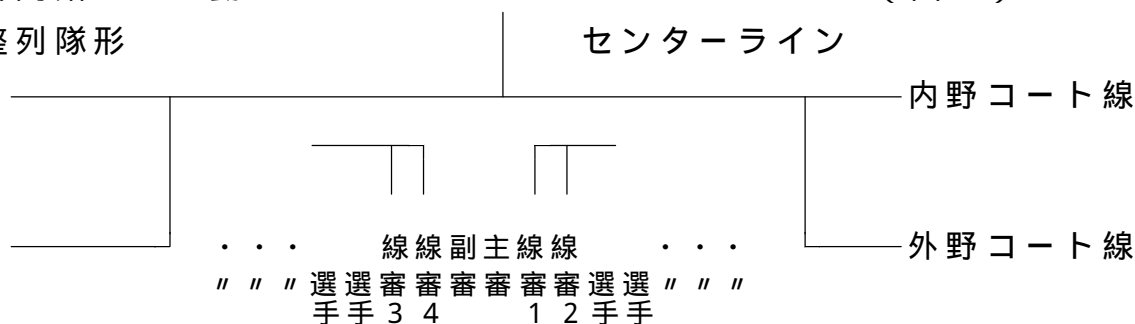 整列隊形
センターライン
内野コート線
・〃
・〃
・〃
選手
選手
線審3
線審4
副審
主審
線審1
線審2
選手
選手
・〃
・〃
・〃
外野コート線